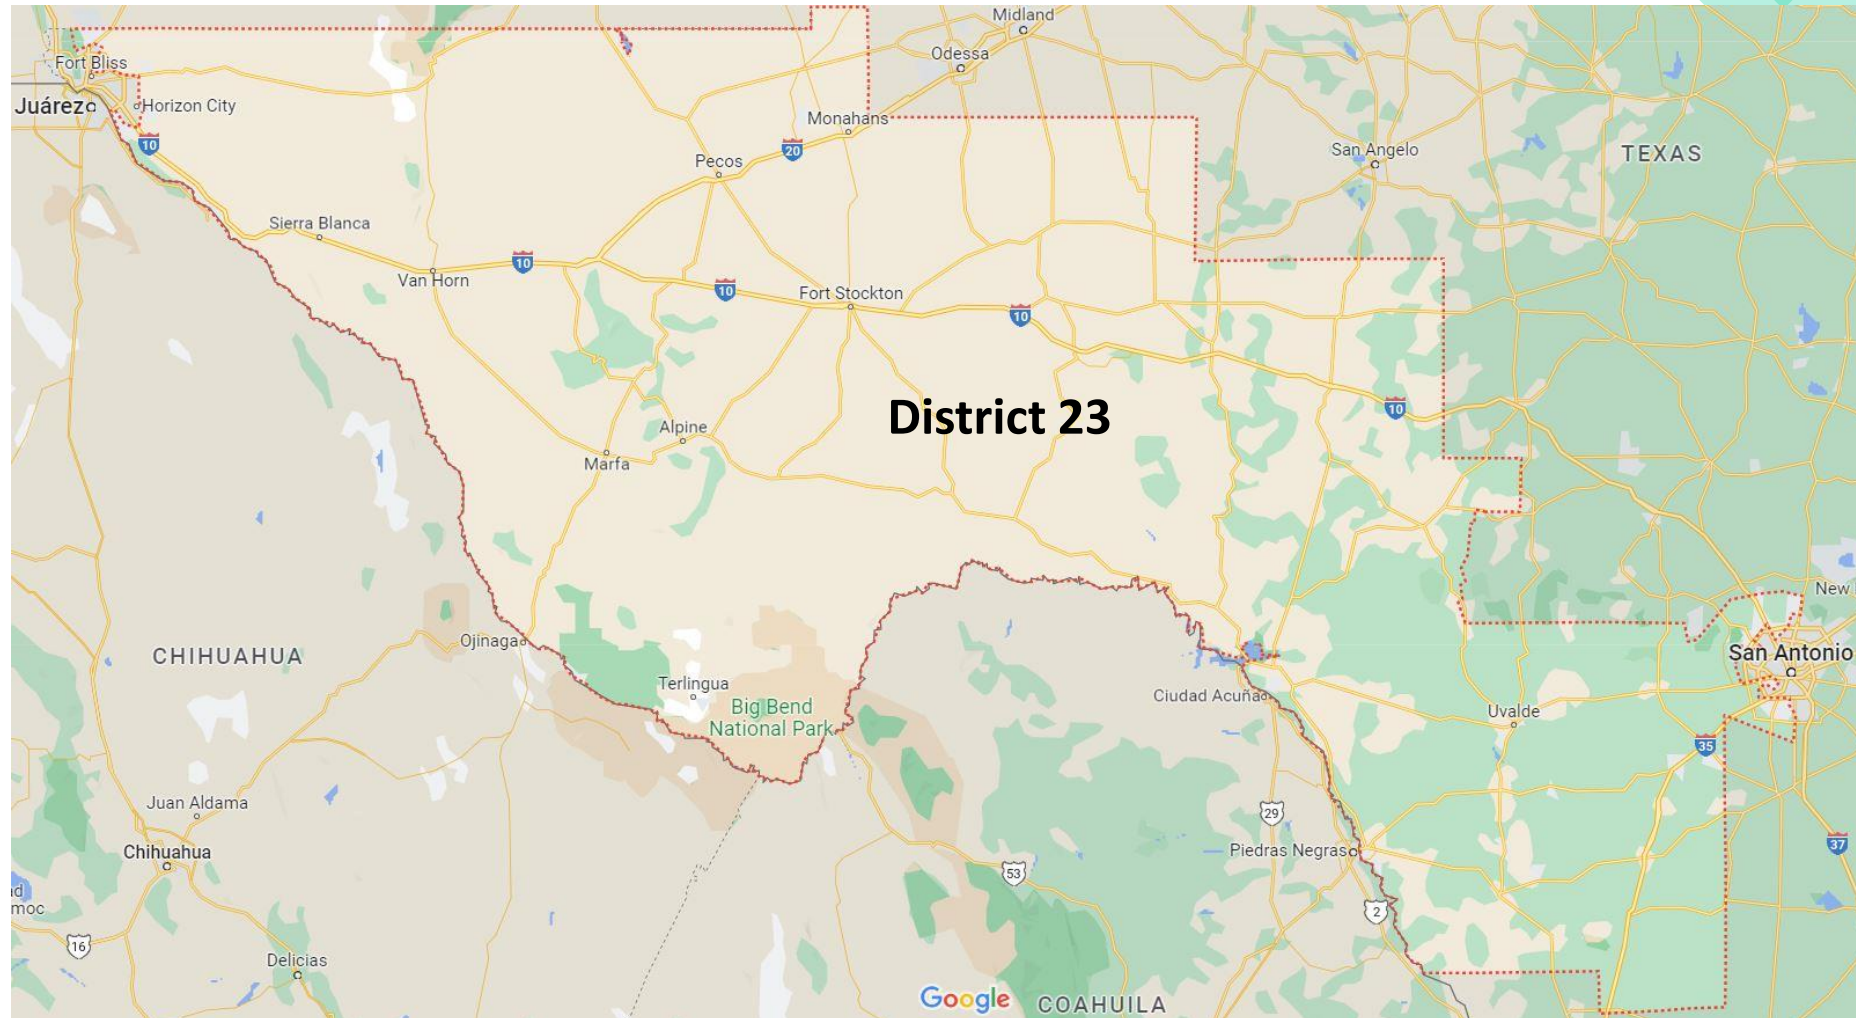 Midland
Odessa
Fort Bliss
Juárez
Horizon City
10
Monahans
20
Pecos
San Angelo
TEXAS
Sierra Blanca
Van Horn
10
10
Fort Stockton
10
District 23
10
Alpine
Marfa
New
Ojinaga
CHIHUAHUA
San Antonio
Terlingua
Big Bend
National Park
Ciudad Acuña
Uvalde
35
Juan Aldama
29
Chihuahua
Piedras Negras
37
53
moc
2
16
Delicias
Google
COAHUILA